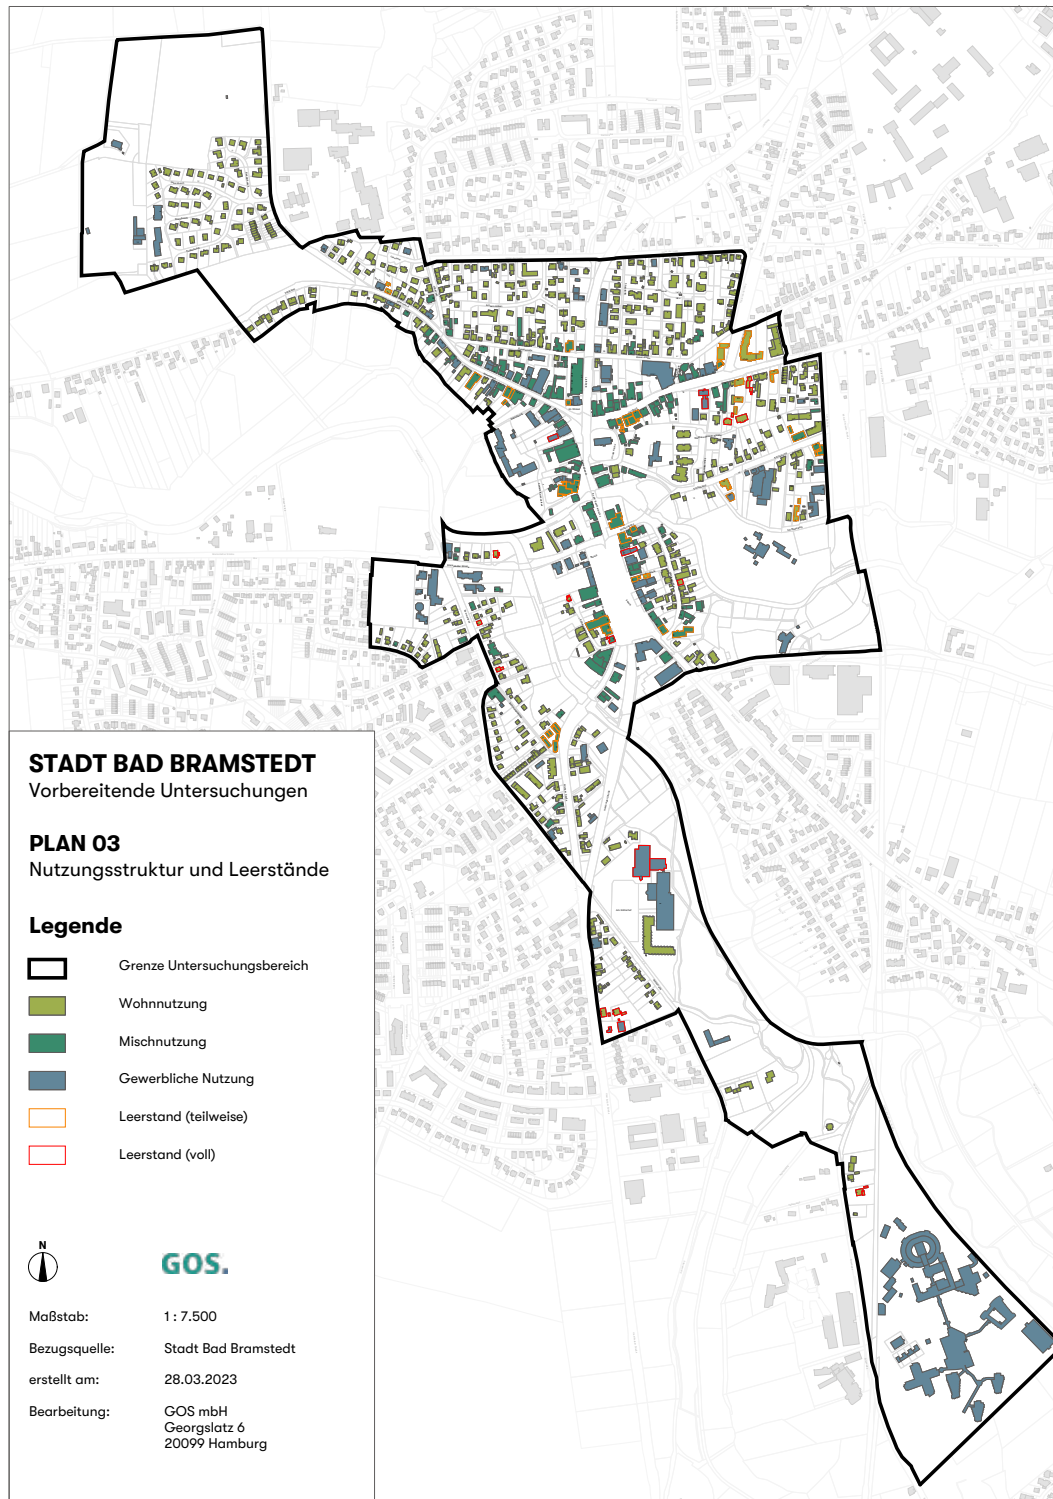 STADT BAD BRAMSTEDT
Vorbereitende Untersuchungen
PLAN 03
Nutzungsstruktur und Leerstände
Legende
Grenze Untersuchungsbereich
Wohnnutzung
Mischnutzung
Gewerbliche Nutzung
Leerstand (teilweise)
Leerstand (voll)
N
GOS.
Maßstab: 1 : 7.500
Bezugsquelle: Stadt Bad Bramstedt
erstellt am: 28.03.2023
Bearbeitung: GOS mbH
Georgslatz 6
20099 Hamburg